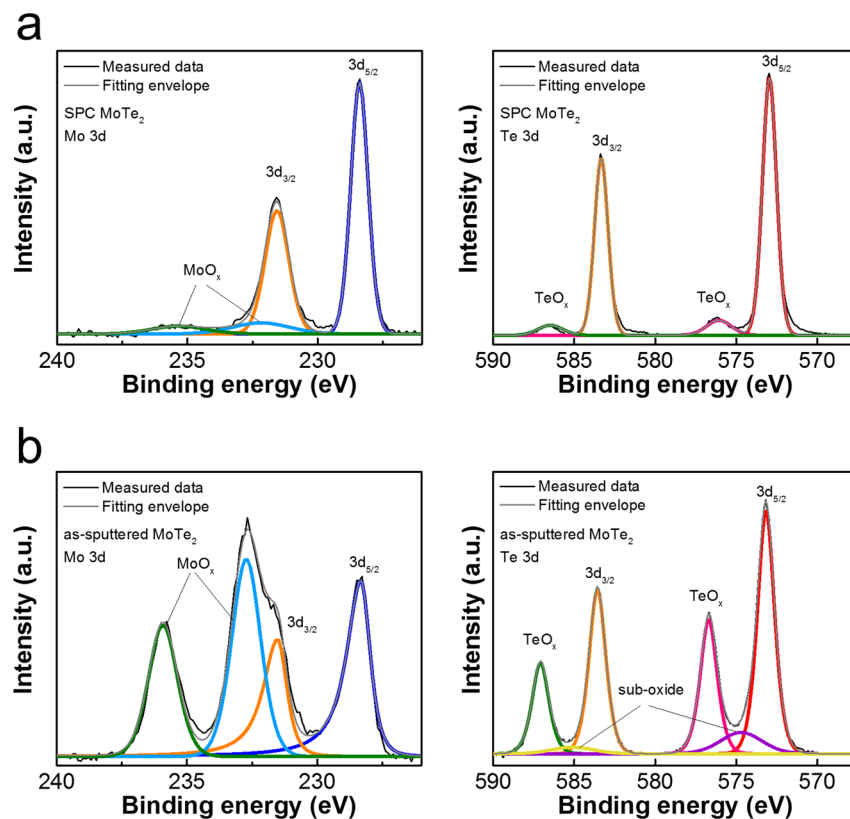 a
Measured data
Fitting envelope
SPC MoTe₂
Mo 3d
3d₅/₂
3d₃/₂
MoOₓ
Intensity (a.u.)
240 235 230
Binding energy (eV)
Measured data
Fitting envelope
SPC MoTe₂
Te 3d
3d₅/₂
3d₃/₂
TeOₓ
TeOₓ
Intensity (a.u.)
590 585 580 575 570
Binding energy (eV)
b
Measured data
Fitting envelope
as-sputtered MoTe₂
Mo 3d
MoOₓ
3d₅/₂
3d₃/₂
Intensity (a.u.)
240 235 230
Binding energy (eV)
Measured data
Fitting envelope
as-sputtered MoTe₂
Te 3d
3d₅/₂
3d₃/₂
TeOₓ
TeOₓ
sub-oxide
Intensity (a.u.)
590 585 580 575 570
Binding energy (eV)